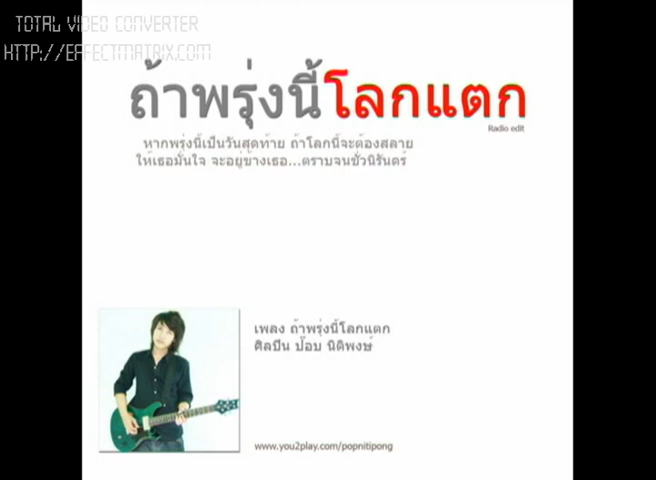 TOTAL VIDEO CONVERTER
HTTP://EFFECTMATRIX.COM
ถ้าพรุ่งนี้โลกแตก
Radio edit
หากพรุ่งนี้เป็นวันสุดท้าย ถ้าโลกนี้จะต้องสลาย
ให้เธอมั่นใจ จะอยู่ข้างเธอ...ตราบจนชั่วนิรันดร์
เพลง ถ้าพรุ่งนี้โลกแตก
ศิลปิน ป๊อบ นิติพงษ์
www.you2play.com/popnitipong